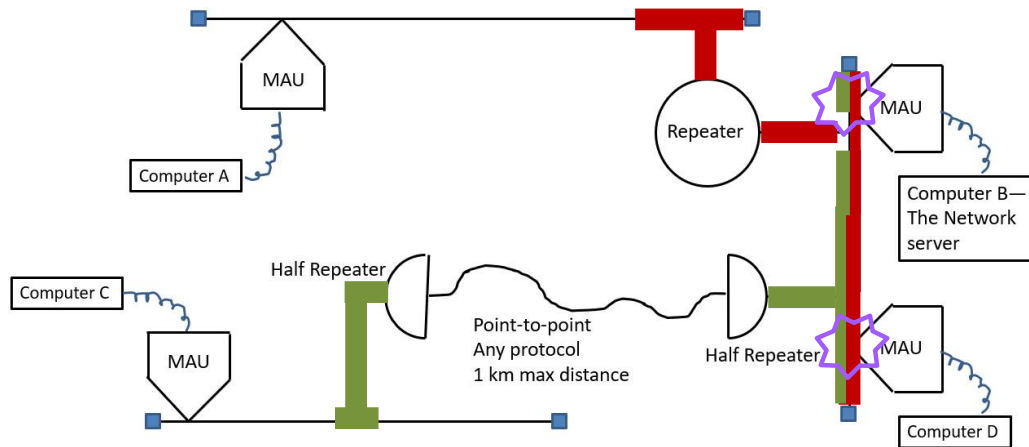 MAU
Computer A
Repeater
MAU
Computer B—
The Network
server
Half Repeater
Computer C
MAU
Point-to-point
Any protocol
1 km max distance
Half Repeater
MAU
Computer D